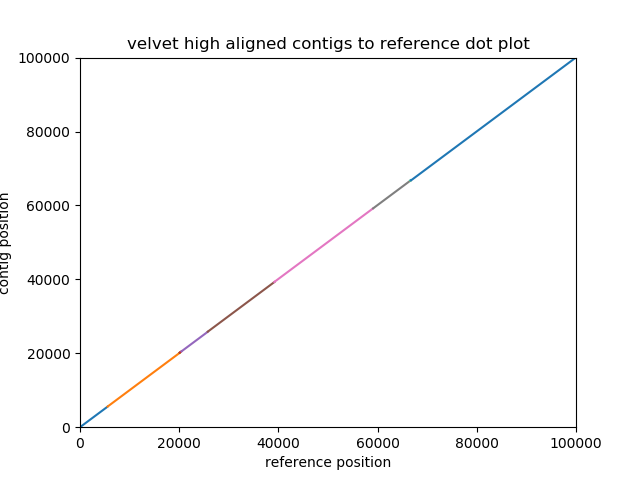 velvet high aligned contigs to reference dot plot
100000
80000
60000
40000
20000
0
contig position
0 20000 40000 60000 80000 100000
reference position